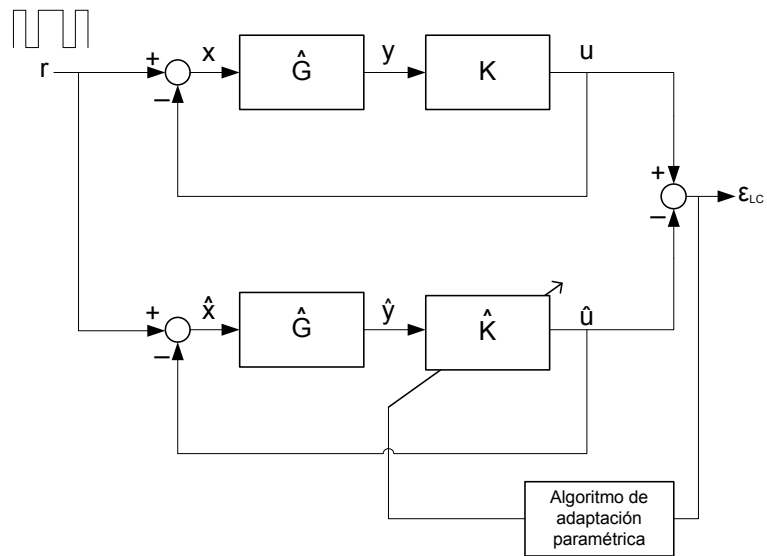 r
+
−
x
Ĝ
y
K
u
+
−
ε_LC
+
−
x̂
Ĝ
ŷ
K̂
û
Algoritmo de
adaptación
paramétrica